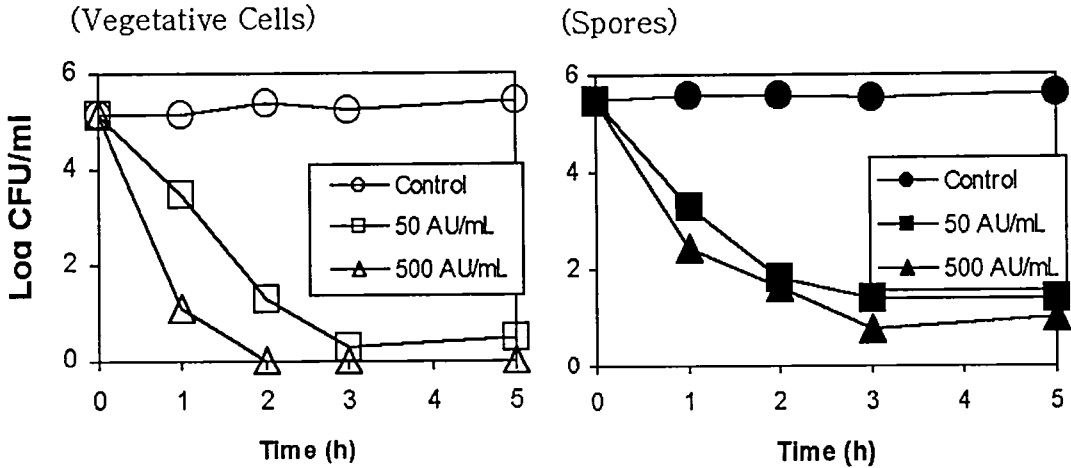 (Vegetative Cells)
Loa CFU/ml
6
4
2
0
0 1 2 3 4 5
Time (h)
Control
50 AU/mL
500 AU/mL
(Spores)
6
4
2
0
0 1 2 3 4 5
Time (h)
Control
50 AU/mL
500 AU/mL